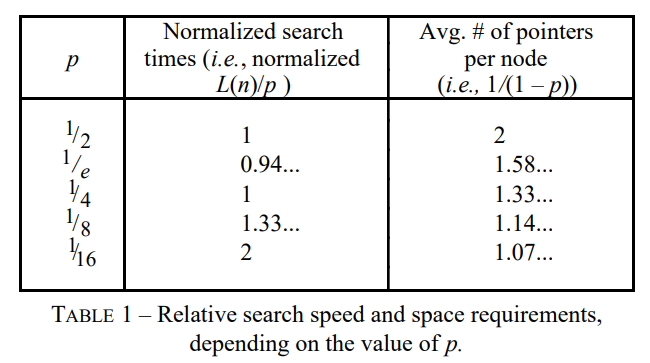 p Normalized search times (i.e., normalized L(n)/p ) Avg. # of pointers per node (i.e., 1/(1 – p))
1/2 1 2
1/e 0.94... 1.58...
1/4 1 1.33...
1/8 1.33... 1.14...
1/16 2 1.07...
TABLE 1 – Relative search speed and space requirements,
depending on the value of p.